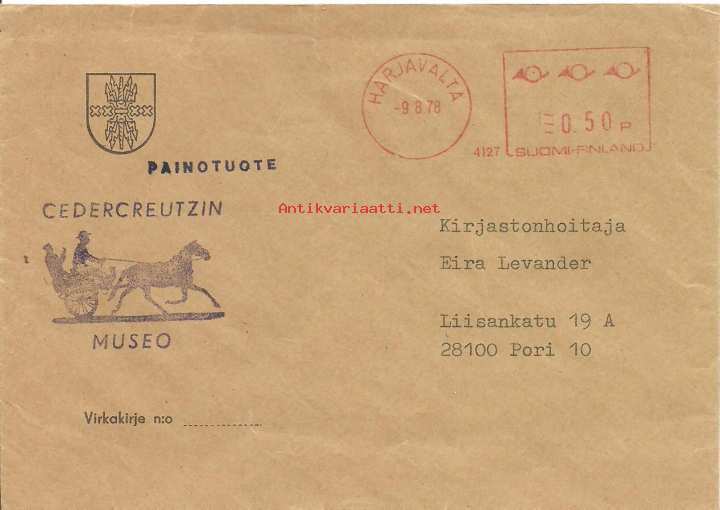 HARJAVALTA
-9.8.78
0.50 P
4127 SUOMI-FINLAND
PAINOTUOTE
CEDERCREUTZIN
MUSEO
Antikvariaatti.net
Kirjastonhoitaja
Eira Levander
Liisankatu 19 A
28100 Pori 10
Virkakirje n:o